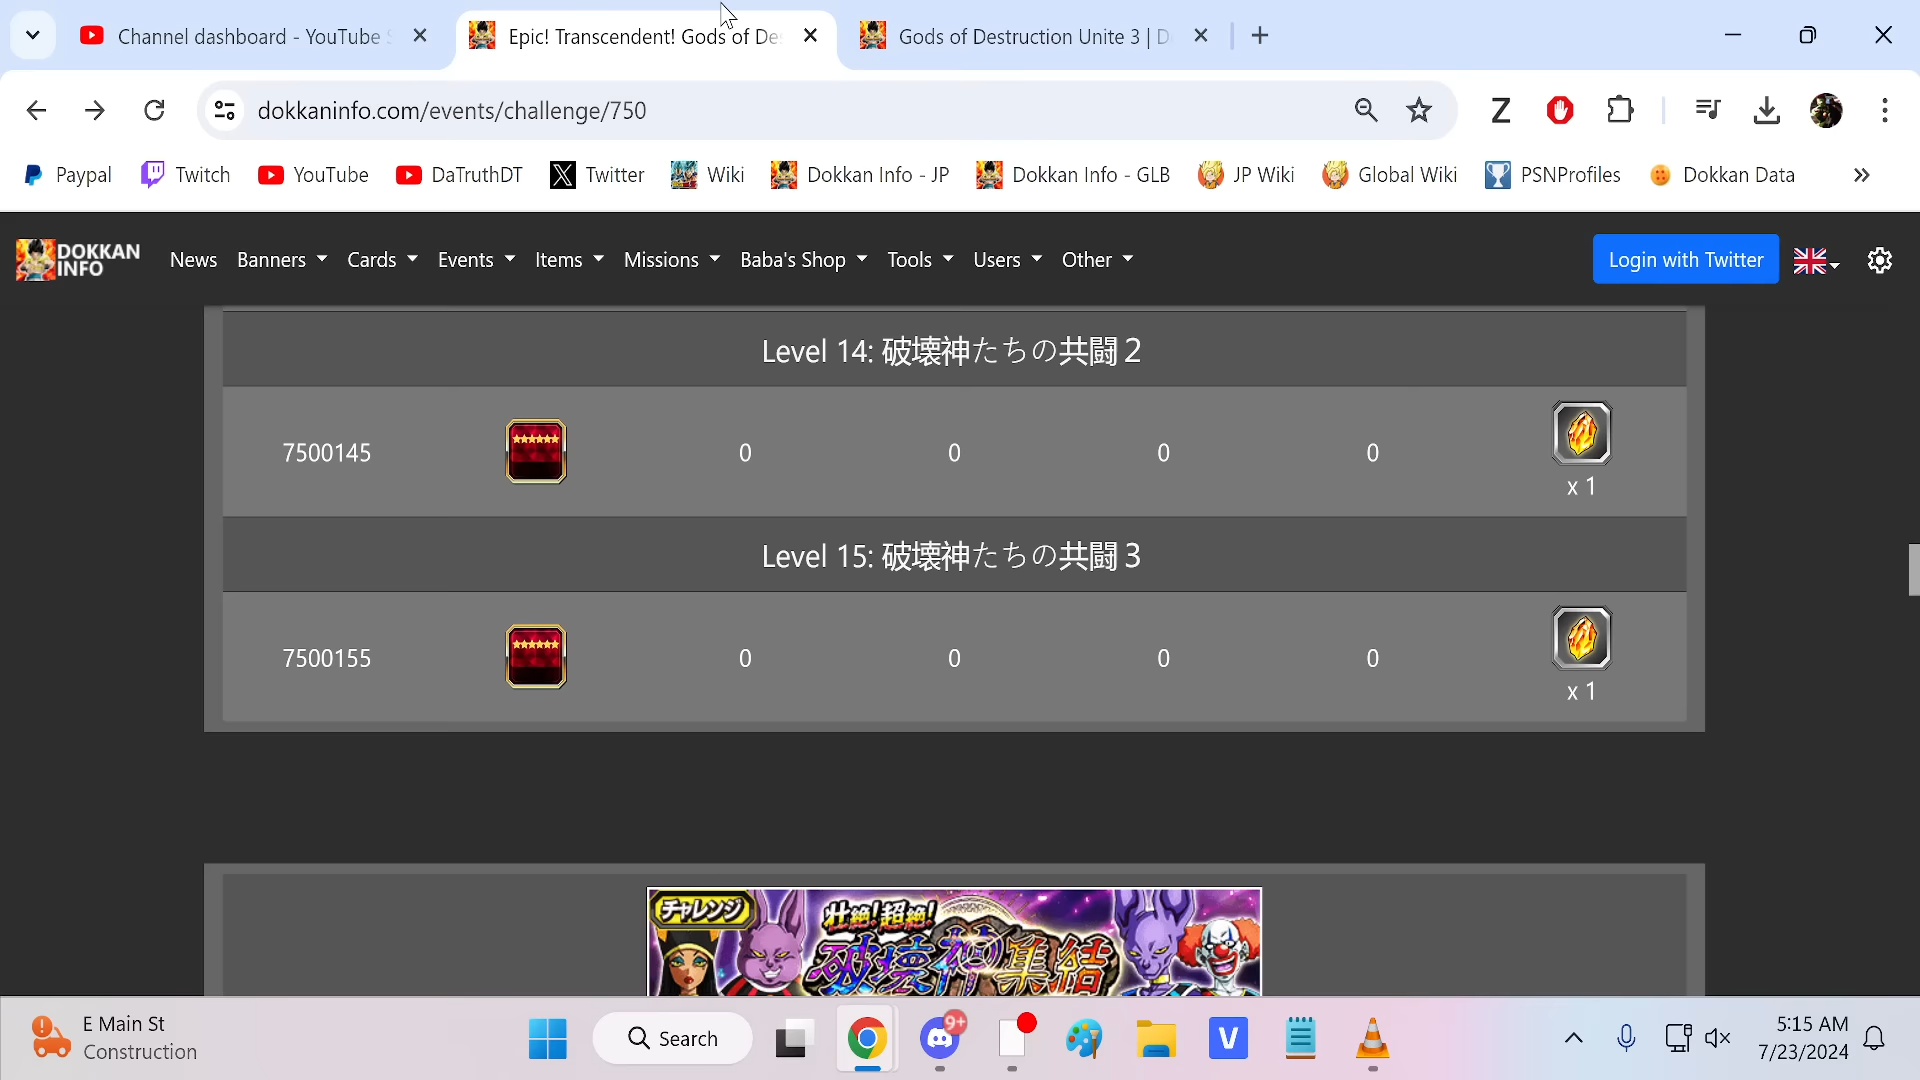 Channel dashboard - YouTube S
Epic! Transcendent! Gods of Des
Gods of Destruction Unite 3 | D
dokkaninfo.com/events/challenge/750
Paypal Twitch YouTube DaTruthDT Twitter Wiki Dokkan Info - JP Dokkan Info - GLB JP Wiki Global Wiki PSNProfiles Dokkan Data
DOKKAN
INFO
News Banners Cards Events Items Missions Baba's Shop Tools Users Other Login with Twitter
Level 14: 破壊神たちの共闘２
7500145 0 0 0 0
x 1
Level 15: 破壊神たちの共闘３
7500155 0 0 0 0
x 1
チャレンジ
壮絶!超絶!
破壊神集結
E Main St
Construction
Search
9+
V
5:15 AM
7/23/2024